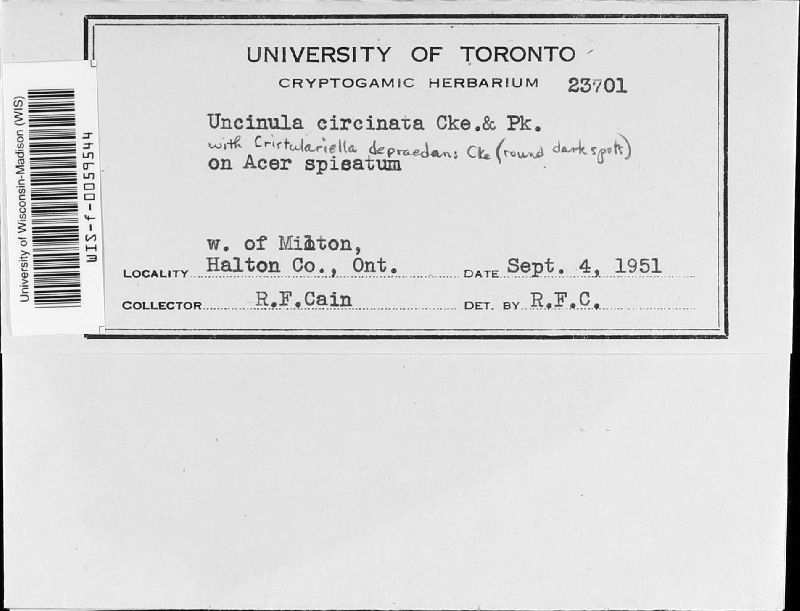 UNIVERSITY OF TORONTO
CRYPTOGAMIC HERBARIUM 23701
Uncinula circinata Cke.& Pk.
with Cristulariella depraedans Cke (round dark spots)
on Acer spisatum
w. of Milton,
LOCALITY Halton Co., Ont. DATE Sept. 4, 1951
COLLECTOR R.F.Cain DET. BY R.F.C.
University of Wisconsin-Madison (WIS)
WIS-f-0059544